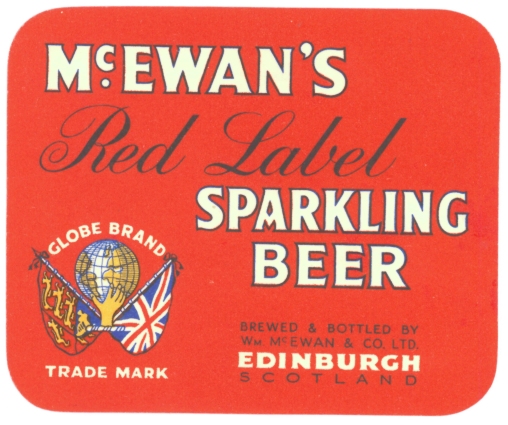 McEWAN'S
Red Label
SPARKLING
BEER
GLOBE BRAND
TRADE MARK
BREWED & BOTTLED BY
Wm. McEWAN & CO. LTD.
EDINBURGH
SCOTLAND